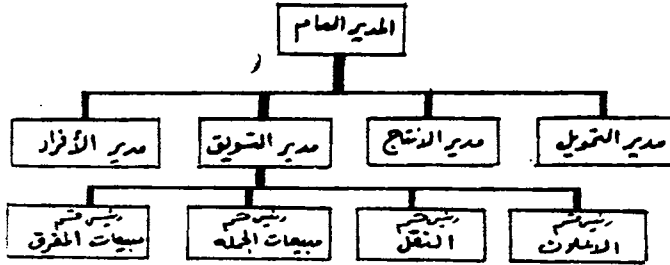 المدير العام
مدير التمويل
مدير الانتاج
مدير التسويق
مدير الأفراد
رئيس قسم
الاعلان
رئيس قسم
النقل
رئيس قسم
مبيعات الجمله
رئيس قسم
مبيعات المفرق